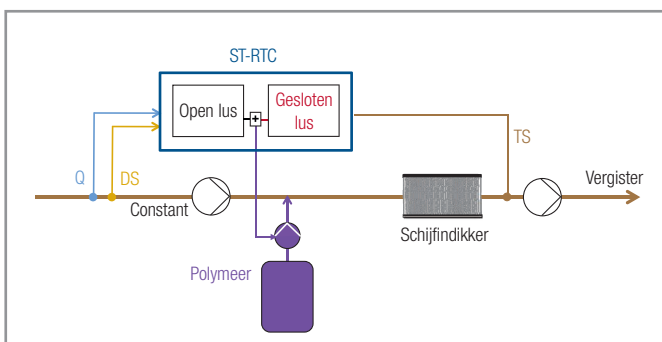 ST-RTC
Open lus
+
Gesloten
lus
TS
Q
DS
Vergister
Constant
Schijfindikker
Polymeer